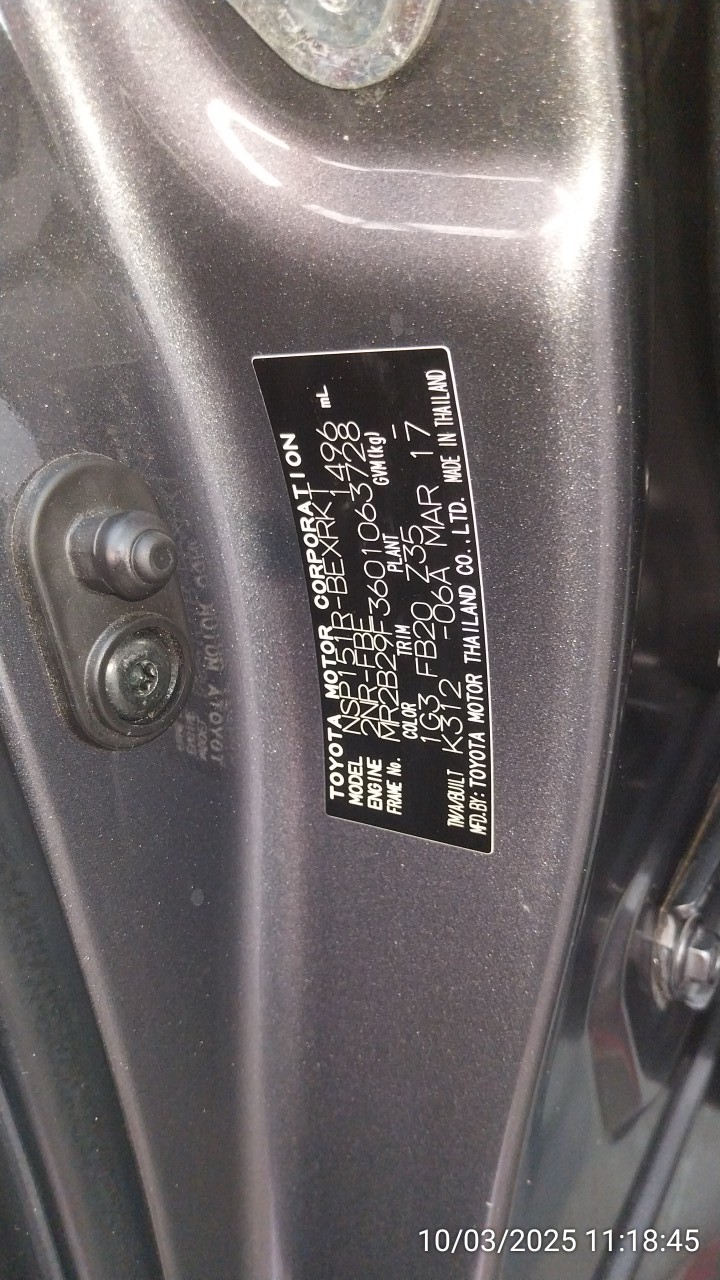 TOYOTA MOTOR CORPORATION
MODEL NSP151R-BEXRKT
ENGINE 2NR-FBE 1496 mL
FRAME No. MR2B29F3601063728
COLOR TRIM PLANT GVM(kg)
1G3 FB20 Z35 -
TM/A/BUILT K312 -06A MAR 17
MFD.BY: TOYOTA MOTOR THAILAND CO.,LTD. MADE IN THAILAND
10/03/2025 11:18:45